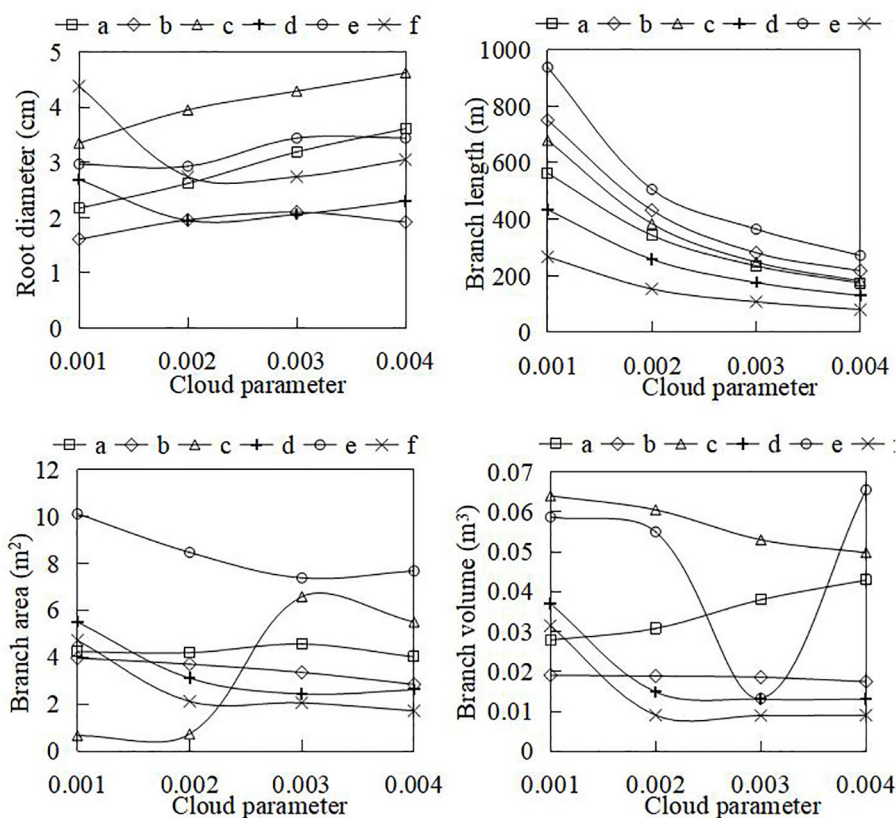 a b c d e f
5
4
3
2
1
0
Root diameter (cm)
0.001 0.002 0.003 0.004
Cloud parameter
a b c d e
1000
800
600
400
200
0
Branch length (m)
0.001 0.002 0.003 0.004
Cloud parameter
a b c d e f
12
10
8
6
4
2
0
Branch area (m²)
0.001 0.002 0.003 0.004
Cloud parameter
a b c d e
0.07
0.06
0.05
0.04
0.03
0.02
0.01
0
Branch volume (m³)
0.001 0.002 0.003 0.004
Cloud parameter